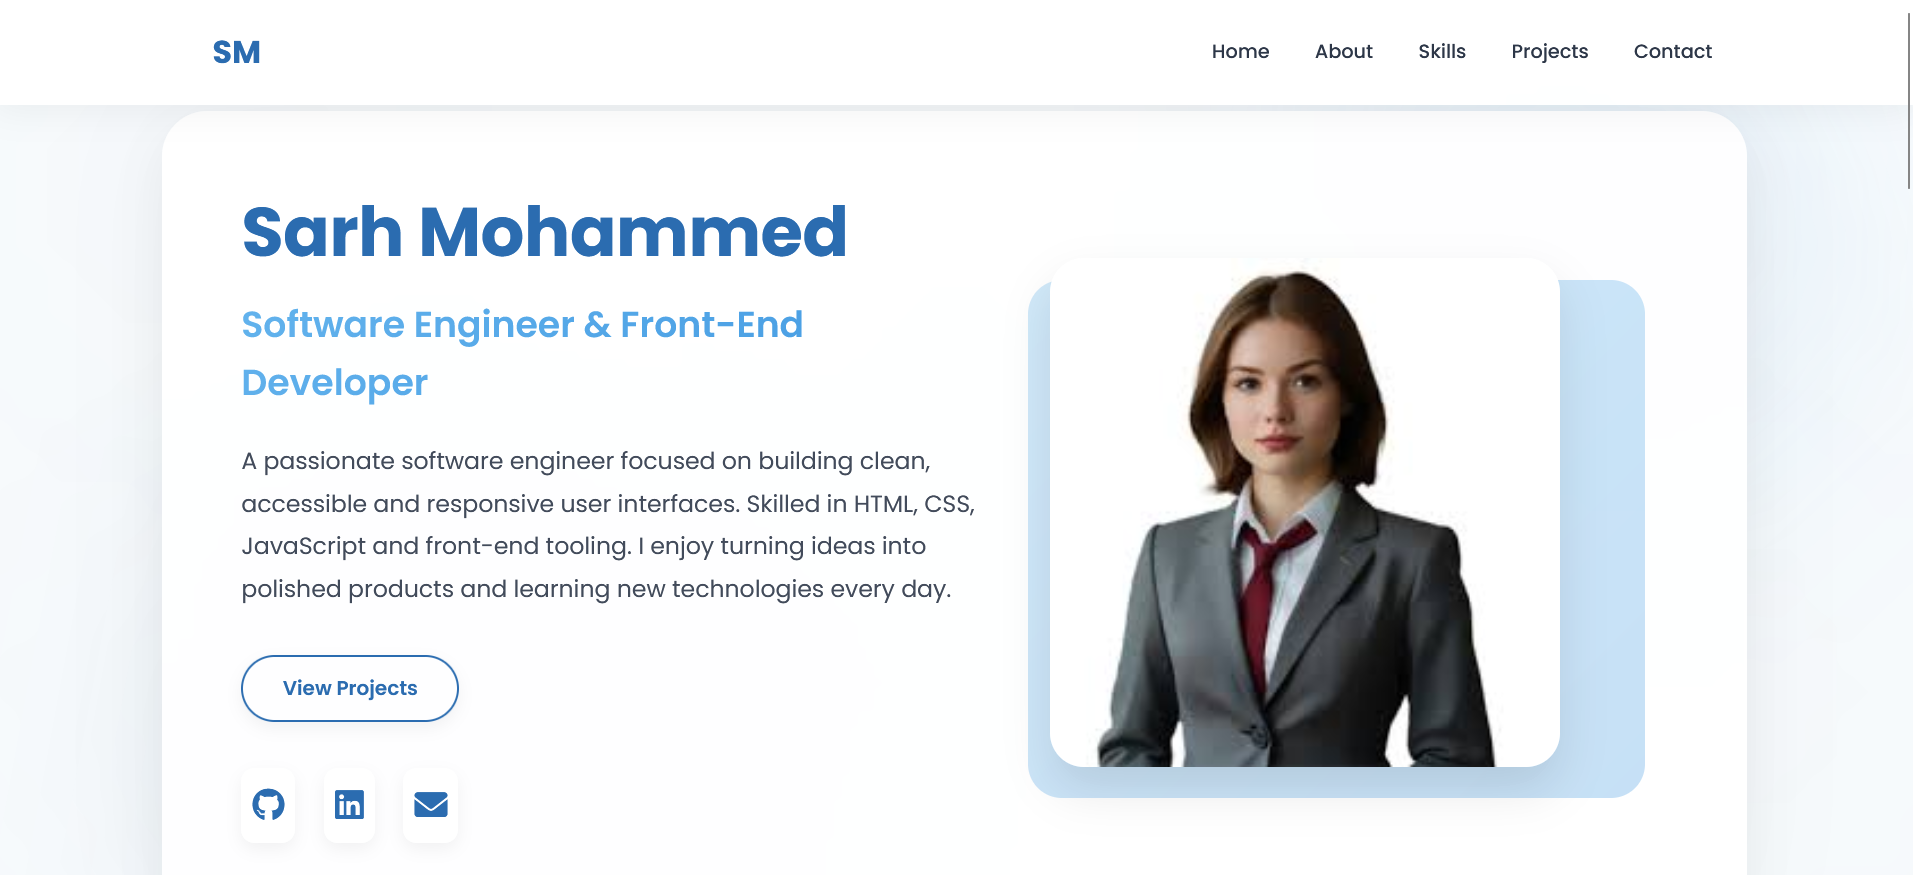 SM
Home About Skills Projects Contact
Sarh Mohammed
Software Engineer & Front-End
Developer
A passionate software engineer focused on building clean,
accessible and responsive user interfaces. Skilled in HTML, CSS,
JavaScript and front-end tooling. I enjoy turning ideas into
polished products and learning new technologies every day.
View Projects
in